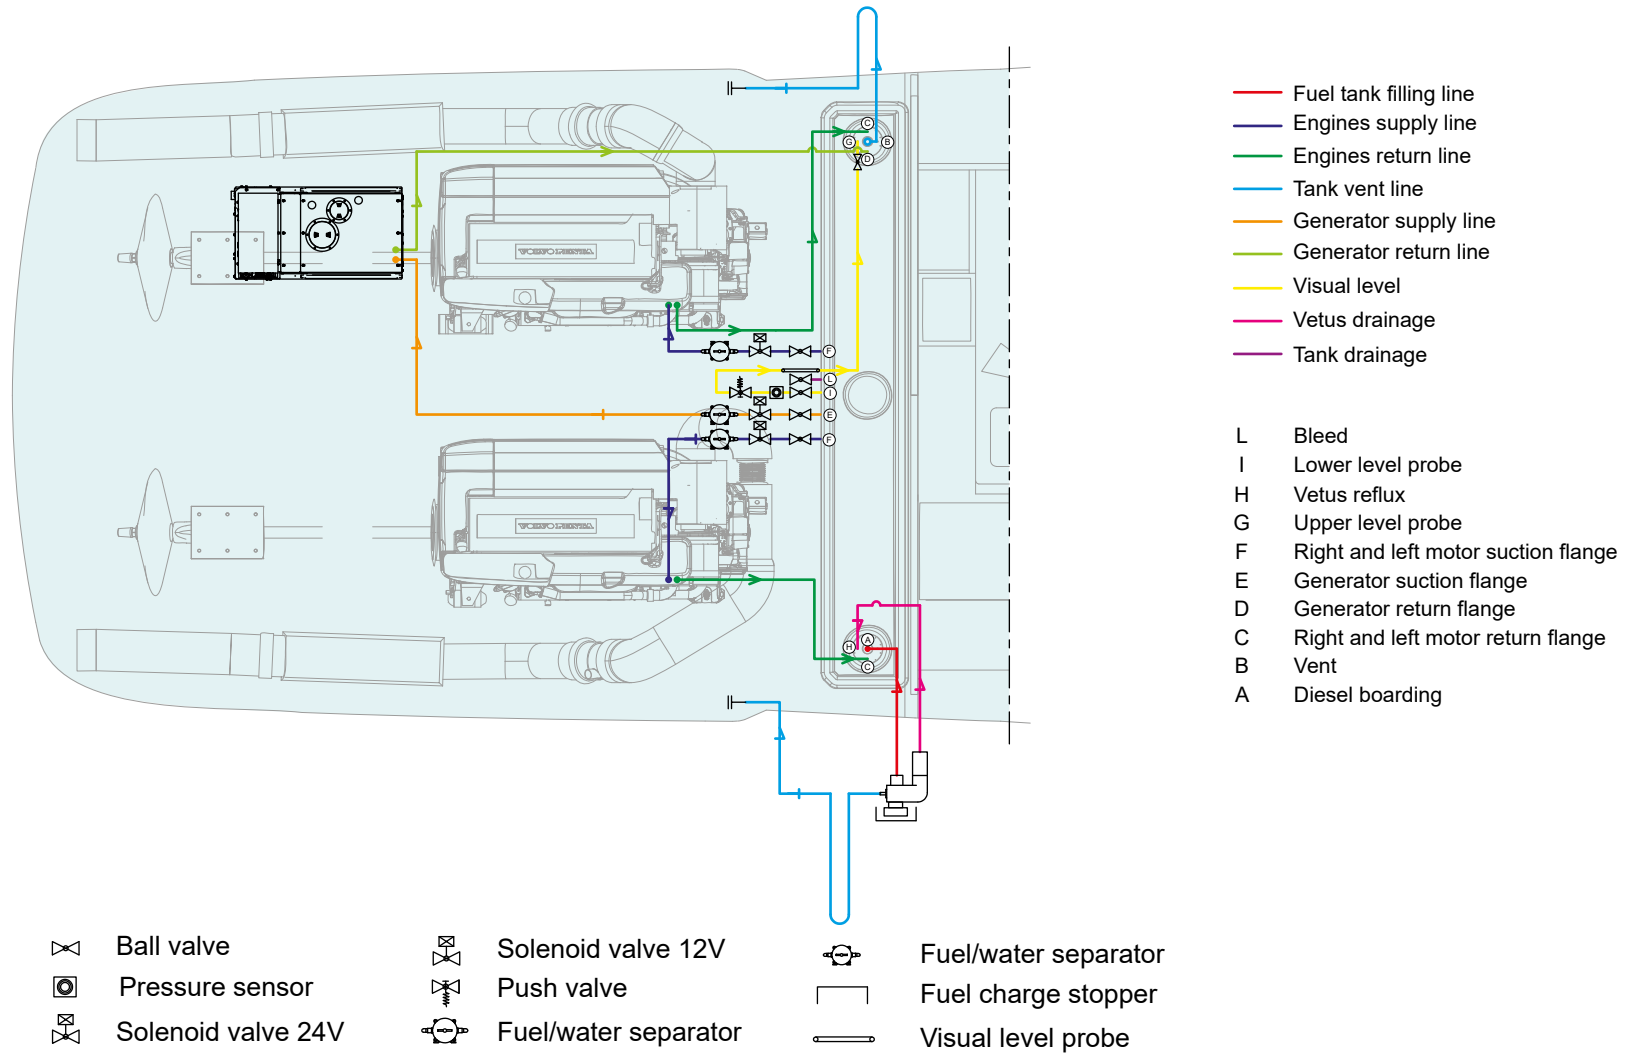 C
G
B
D
F
L
I
E
F
A
H
C
Fuel tank filling line
Engines supply line
Engines return line
Tank vent line
Generator supply line
Generator return line
Visual level
Vetus drainage
Tank drainage
L Bleed
I Lower level probe
H Vetus reflux
G Upper level probe
F Right and left motor suction flange
E Generator suction flange
D Generator return flange
C Right and left motor return flange
B Vent
A Diesel boarding
Ball valve
Pressure sensor
Solenoid valve 24V
Solenoid valve 12V
Push valve
Fuel/water separator
Fuel/water separator
Fuel charge stopper
Visual level probe